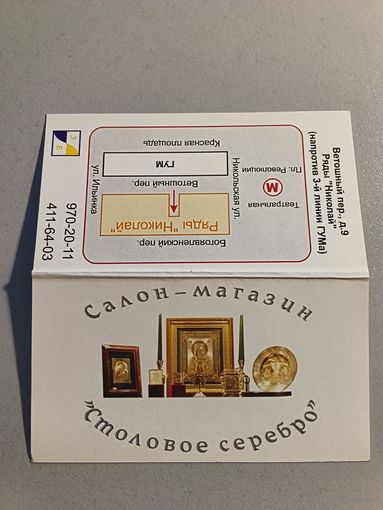 Ветошный пер., д.9
Ряды "Николай"
(напротив 3-й линии ГУМа)
Театральная
М
Пл. Революции
Никольская ул.
Красная площадь
ГУМ
Ветошный пер.
Ряды "Николай"
Богоявленский пер.
ул. Ильинка
970-20-11
411-64-03
Салон-магазин
"Столовое серебро"